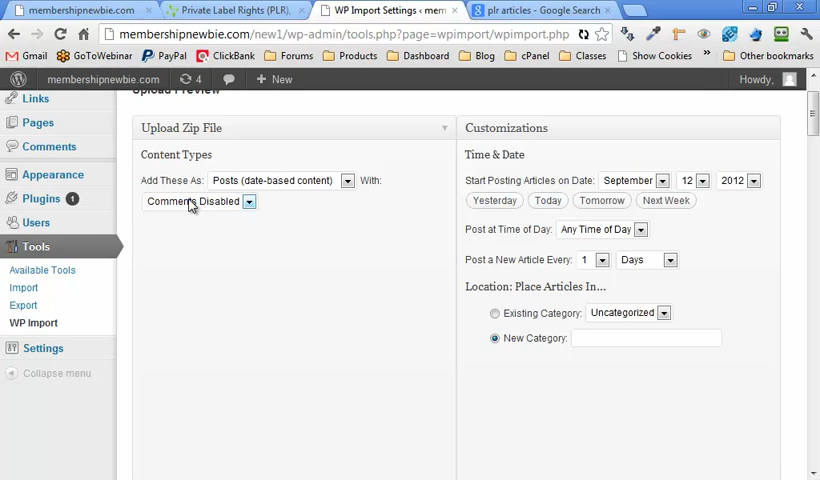 membershipnewbie.com
Private Label Rights (PLR),
WP Import Settings ‹ mem
plr articles - Google Search
membershipnewbie.com/new1/wp-admin/tools.php?page=wpimport/wpimport.php
Gmail GoToWebinar PayPal ClickBank Forums Products Dashboard Blog cPanel Classes Show Cookies » Other bookmarks
membershipnewbie.com 4 + New Howdy,
Links
Pages
Comments
Appearance
Plugins 1
Users
Tools
Available Tools
Import
Export
WP Import
Settings
Collapse menu
Upload Preview
Upload Zip File
Content Types
Add These As: Posts (date-based content) With:
Comments Disabled
Customizations
Time & Date
Start Posting Articles on Date: September 12 2012
Yesterday Today Tomorrow Next Week
Post at Time of Day: Any Time of Day
Post a New Article Every: 1 Days
Location: Place Articles In...
Existing Category: Uncategorized
New Category: